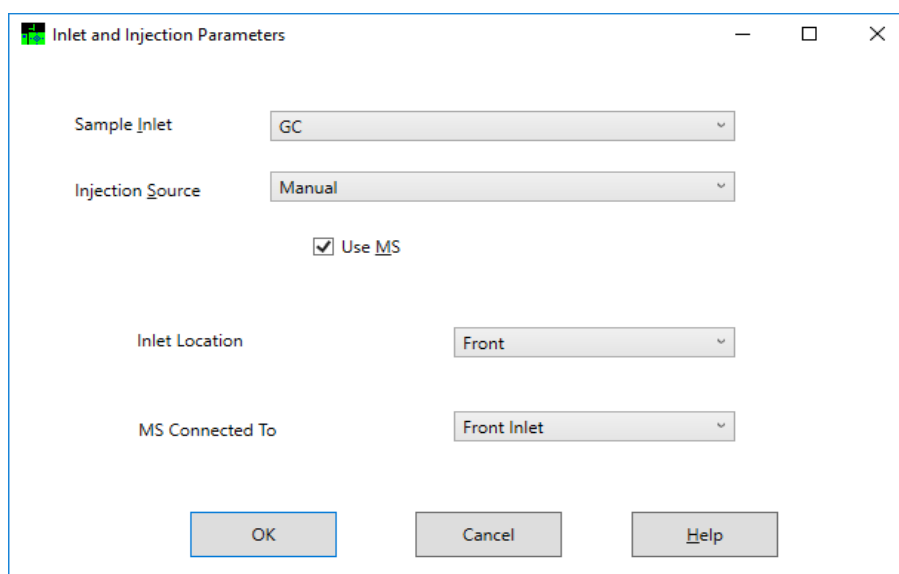 Inlet and Injection Parameters
Sample Inlet GC
Injection Source Manual
Use MS
Inlet Location Front
MS Connected To Front Inlet
OK Cancel Help